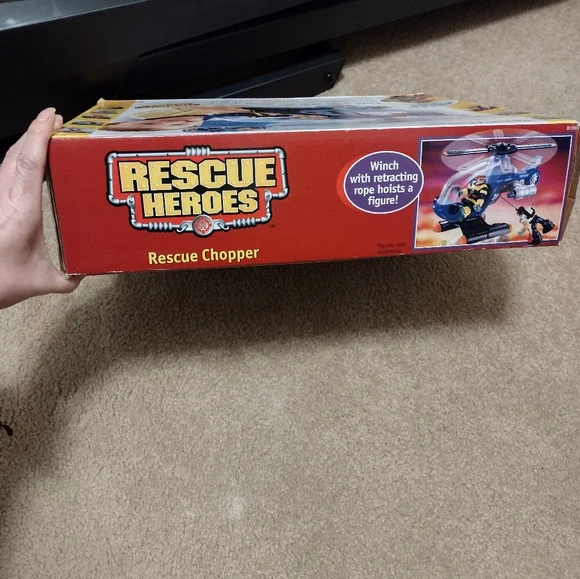 RESCUE
HEROES
Rescue Chopper
Winch
with retracting
rope hoists a
figure!